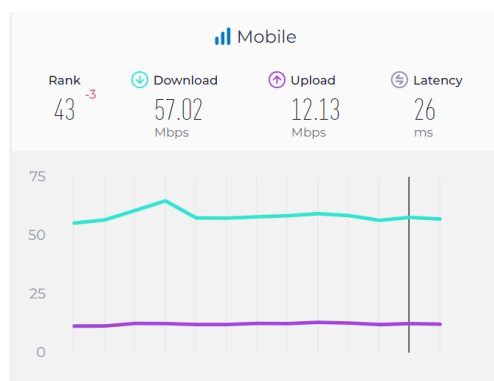 Mobile
Rank
43 -3
Download
57.02
Mbps
Upload
12.13
Mbps
Latency
26
ms
75
50
25
0